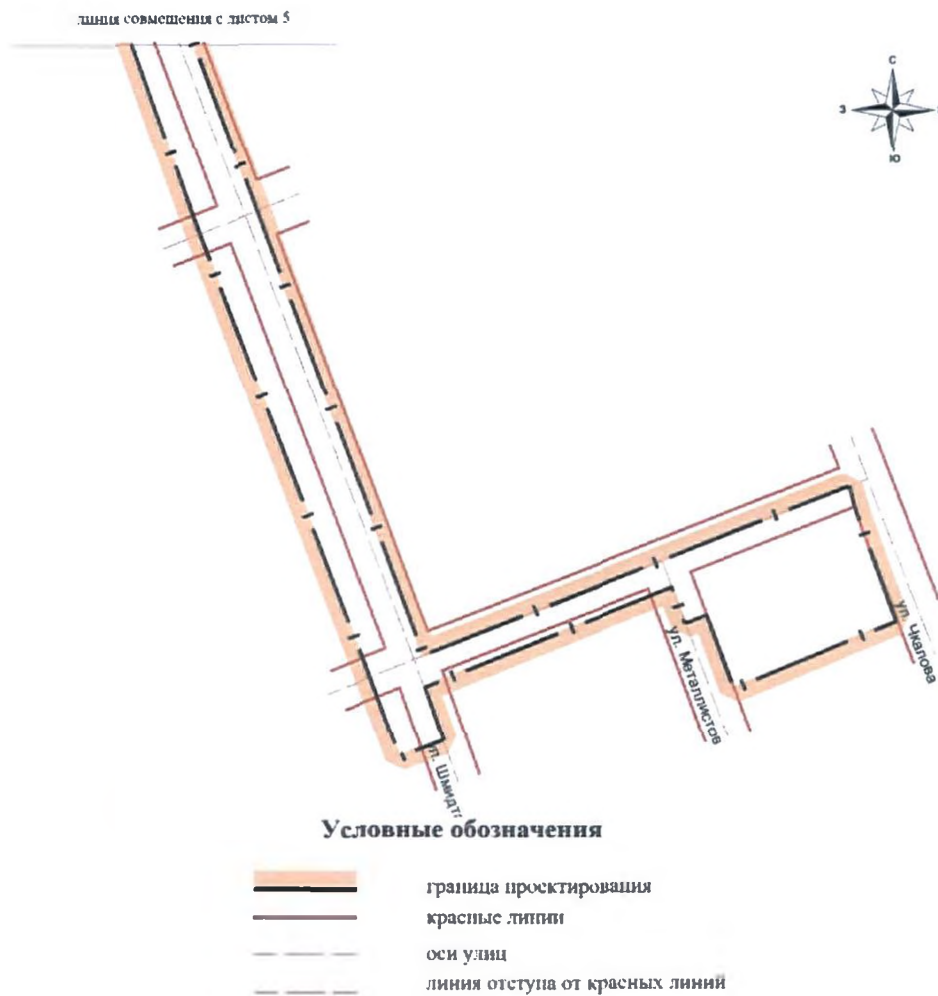 линия совмещения с листом 5
С
З
Ю
ул. Чкалова
ул. Металлистов
ул. Шмидт
Условные обозначения
граница проектирования
красные линии
оси улиц
линия отступа от красных линий